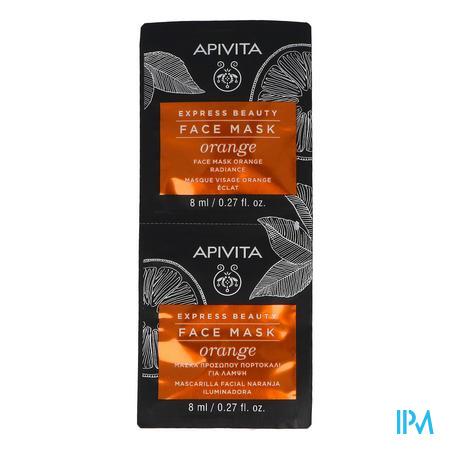 APIVITA
EXPRESS BEAUTY
FACE MASK
orange
FACE MASK ORANGE
RADIANCE
MASQUE VISAGE ORANGE
ÉCLAT
8 ml / 0.27 fl. oz.
APIVITA
EXPRESS BEAUTY
FACE MASK
orange
ΜΑΣΚΑ ΠΡΟΣΩΠΟΥ ΠΟΡΤΟΚΑΛΙ
ΓΙΑ ΛΑΜΨΗ
MASCARILLA FACIAL NARANJA
ILUMINADORA
8 ml / 0.27 fl. oz.
IPM